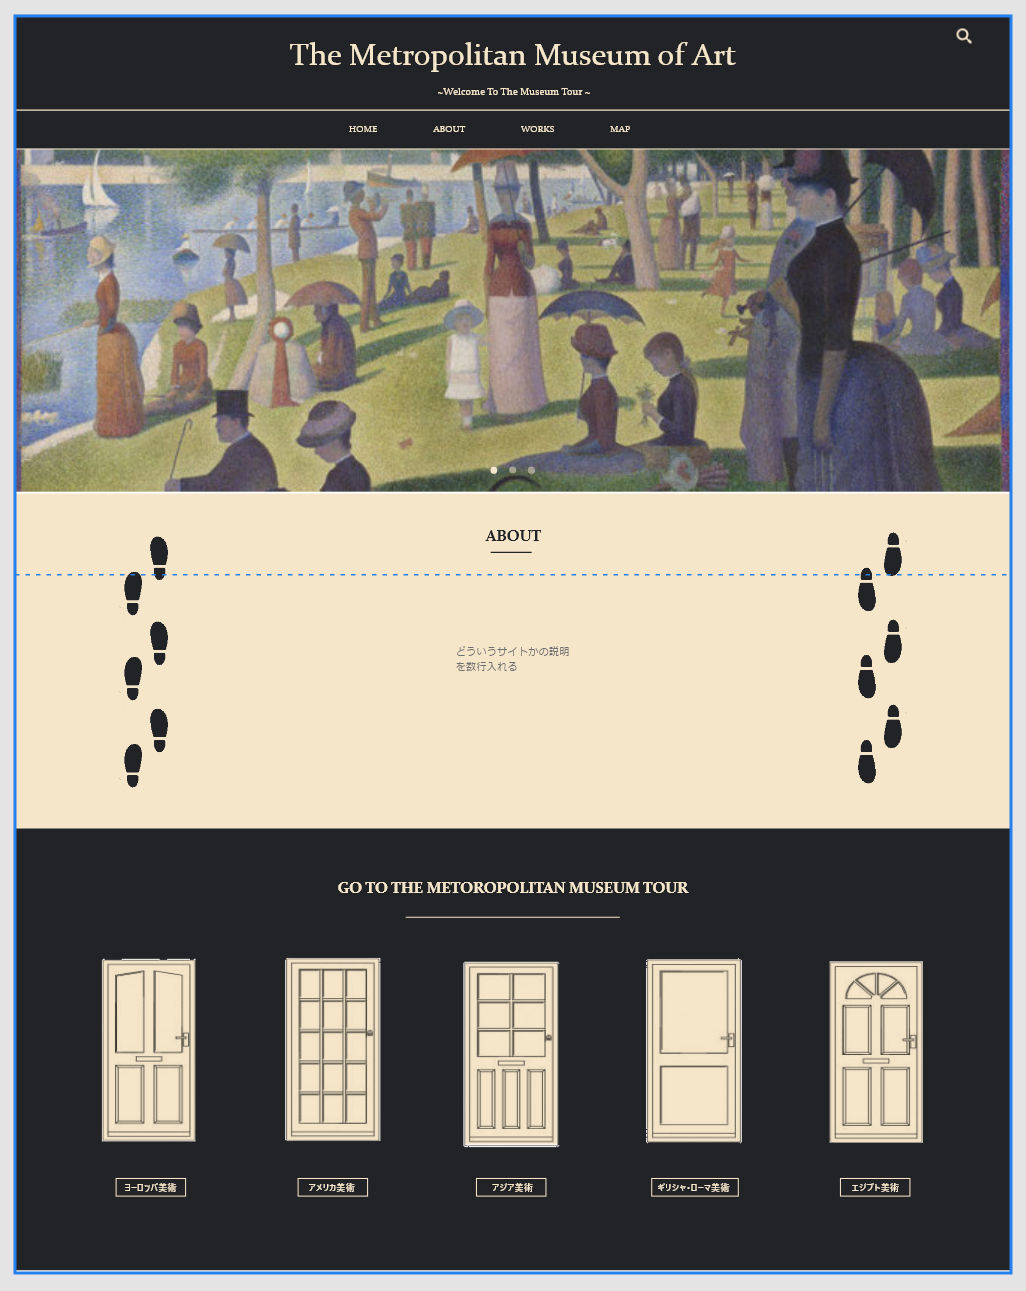 The Metropolitan Museum of Art
~Welcome To The Museum Tour ~
HOME ABOUT WORKS MAP
ABOUT
どういうサイトかの説明
を数行入れる
GO TO THE METOROPOLITAN MUSEUM TOUR
ヨーロッパ美術 アメリカ美術 アジア美術 ギリシャ・ローマ美術 エジプト美術